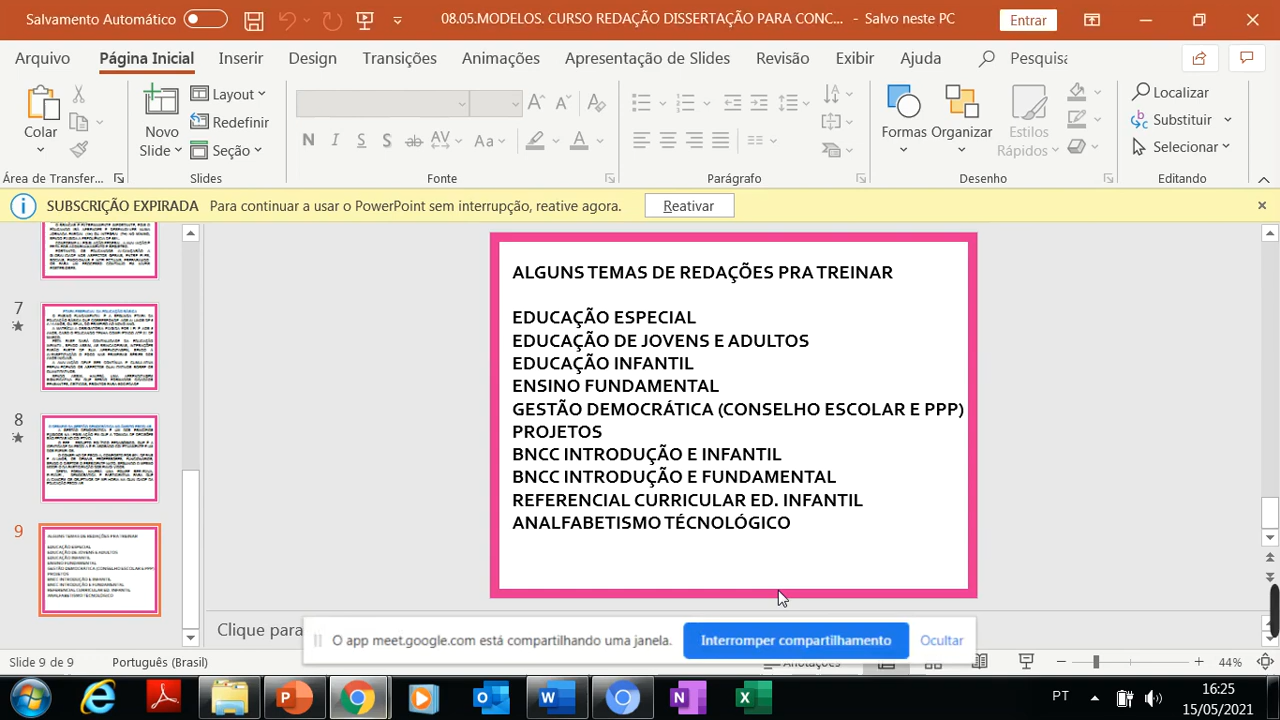 Salvamento Automático
08.05.MODELOS. CURSO REDAÇÃO DISSERTAÇÃO PARA CONC... – Salvo neste PC
Entrar
Arquivo Página Inicial Inserir Design Transições Animações Apresentação de Slides Revisão Exibir Ajuda Pesquisa
Colar
Novo Slide
Layout
Redefinir
Seção
N I S S ab AV Aa A
Formas Organizar Estilos Rápidos
Localizar
Substituir
Selecionar
Área de Transfer... Slides Fonte Parágrafo Desenho Editando
SUBSCRIÇÃO EXPIRADA Para continuar a usar o PowerPoint sem interrupção, reative agora. Reativar
7
8
9
ALGUNS TEMAS DE REDAÇÕES PRA TREINAR
EDUCAÇÃO ESPECIAL
EDUCAÇÃO DE JOVENS E ADULTOS
EDUCAÇÃO INFANTIL
ENSINO FUNDAMENTAL
GESTÃO DEMOCRÁTICA (CONSELHO ESCOLAR E PPP)
PROJETOS
BNCC INTRODUÇÃO E INFANTIL
BNCC INTRODUÇÃO E FUNDAMENTAL
REFERENCIAL CURRICULAR ED. INFANTIL
ANALFABETISMO TÉCNOLÓGICO
Clique para
O app meet.google.com está compartilhando uma janela. Interromper compartilhamento Ocultar
Slide 9 de 9 Português (Brasil) Anotações 44%
PT 16:25
15/05/2021